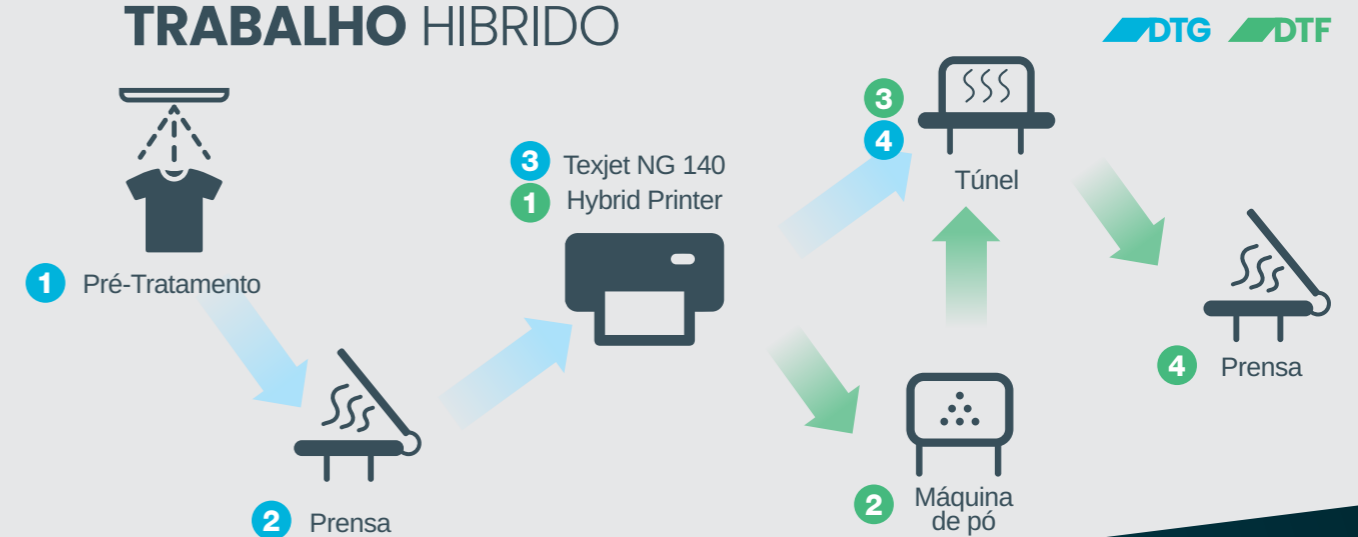 TRABALHO HIBRIDO
DTG DTF
1 Pré-Tratamento
2 Prensa
3 Texjet NG 140
1 Hybrid Printer
3
4
Túnel
2 Máquina
de pó
4 Prensa